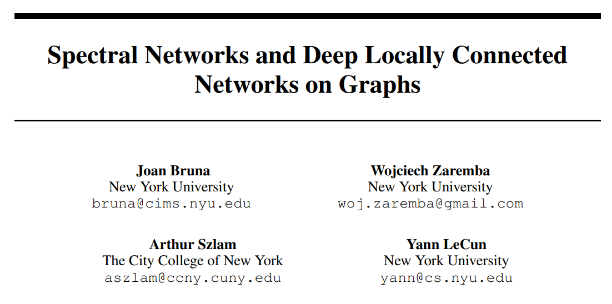 Spectral Networks and Deep Locally Connected
Networks on Graphs
Joan Bruna
New York University
bruna@cims.nyu.edu
Wojciech Zaremba
New York University
woj.zaremba@gmail.com
Arthur Szlam
The City College of New York
aszlam@ccny.cuny.edu
Yann LeCun
New York University
yann@cs.nyu.edu